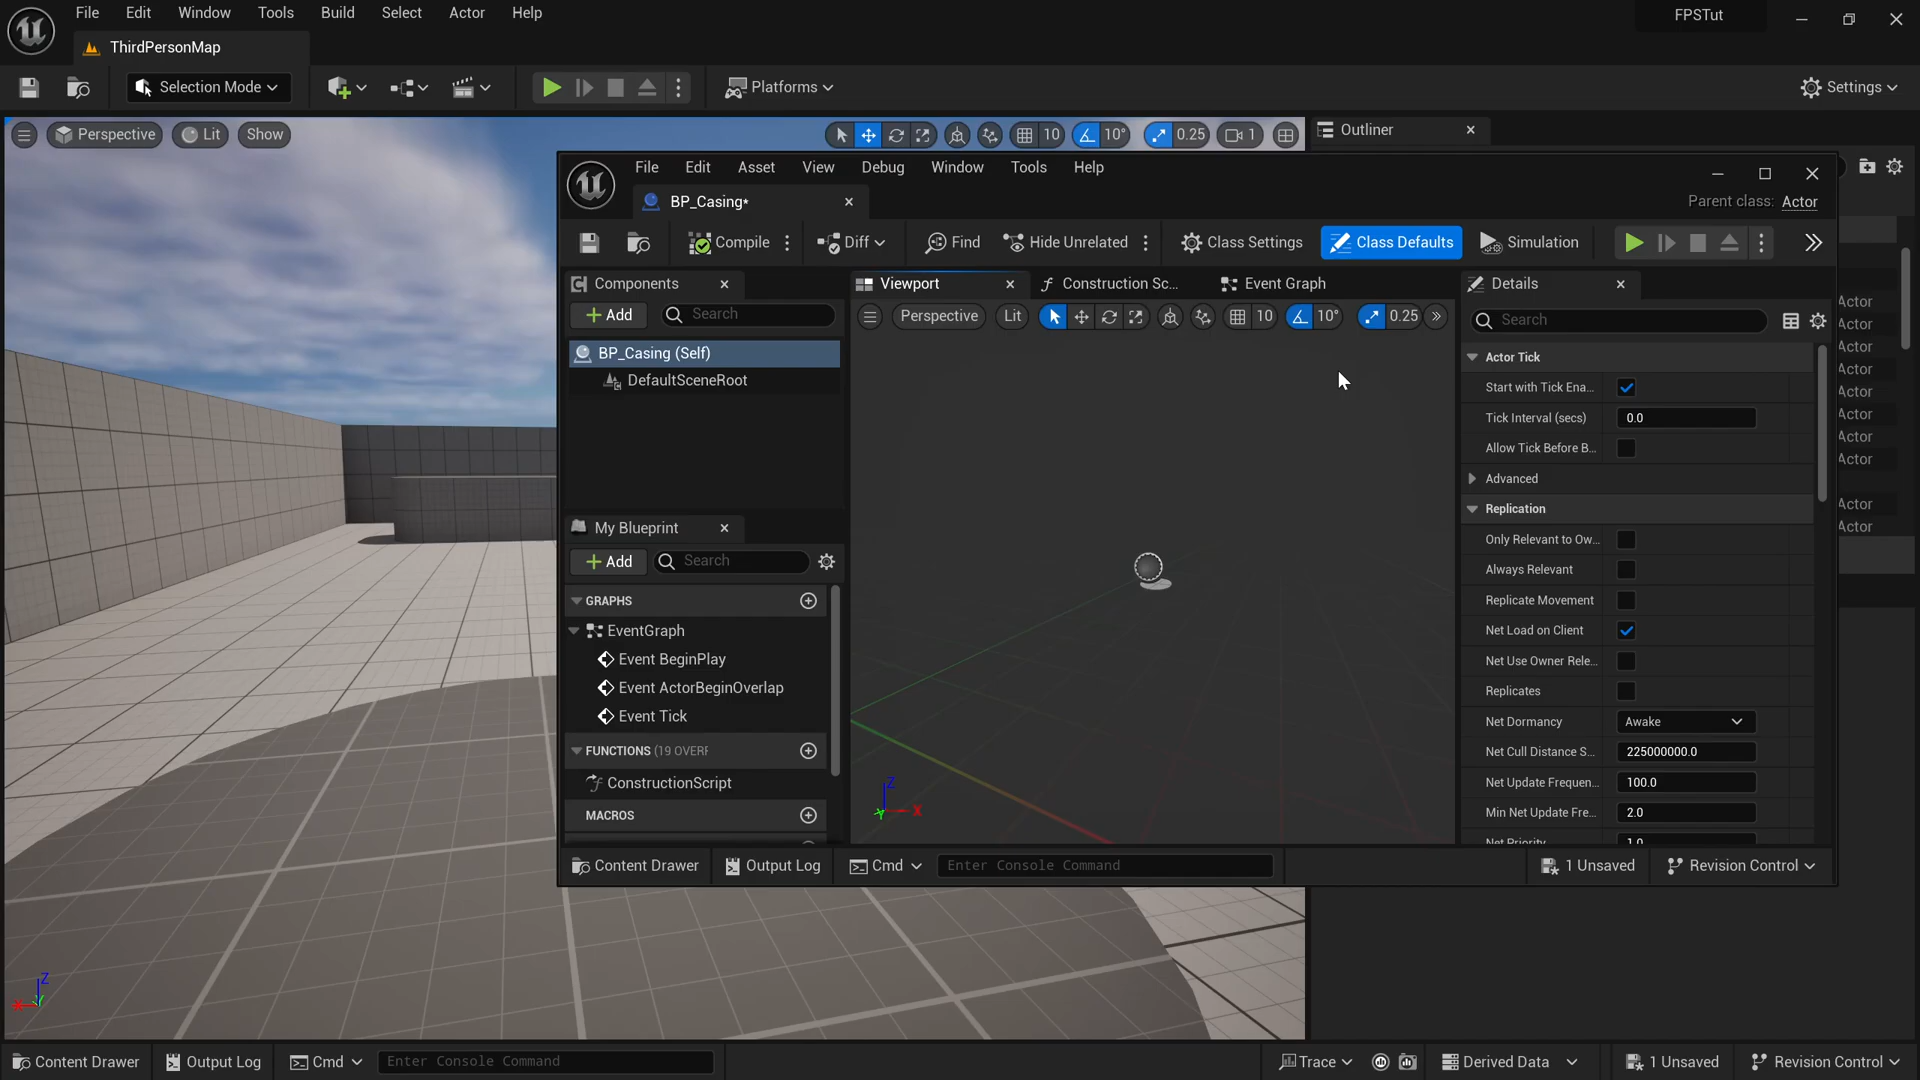 File Edit Window Tools Build Select Actor Help
FPSTut
ThirdPersonMap
Selection Mode
Platforms
Settings
Perspective Lit Show
10 10° 0.25 1
Outliner
File Edit Asset View Debug Window Tools Help
BP_Casing*
Parent class: Actor
Compile Diff Find Hide Unrelated Class Settings Class Defaults Simulation
Components
Add Search
BP_Casing (Self)
DefaultSceneRoot
My Blueprint
Add Search
GRAPHS
EventGraph
Event BeginPlay
Event ActorBeginOverlap
Event Tick
FUNCTIONS (19 OVERF
ConstructionScript
MACROS
Viewport Construction Sc... Event Graph
Perspective Lit 10 10° 0.25
Z
X
Y
Details
Search
Actor Tick
Start with Tick Ena...
Tick Interval (secs) 0.0
Allow Tick Before B...
Advanced
Replication
Only Relevant to Ow...
Always Relevant
Replicate Movement
Net Load on Client
Net Use Owner Rele...
Replicates
Net Dormancy Awake
Net Cull Distance S... 225000000.0
Net Update Frequen... 100.0
Min Net Update Fre... 2.0
Net Priority 1.0
Actor
Actor
Actor
Actor
Actor
Actor
Actor
Actor
Actor
Actor
Content Drawer Output Log Cmd Enter Console Command 1 Unsaved Revision Control
Z
X
Y
Content Drawer Output Log Cmd Enter Console Command Trace Derived Data 1 Unsaved Revision Control